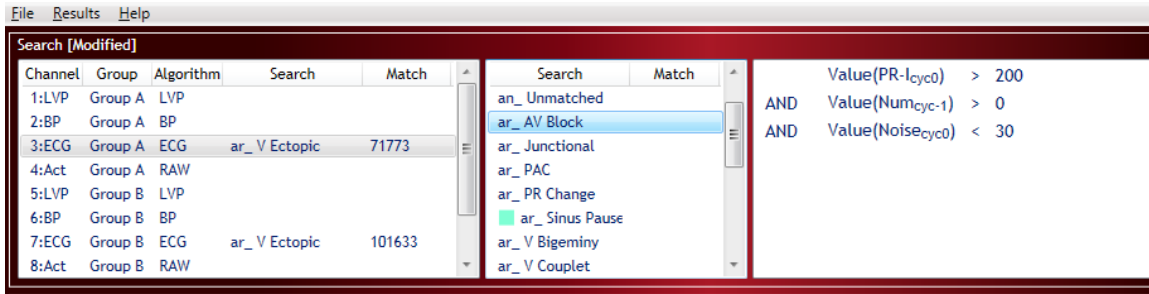 File Results Help
Search [Modified]
Channel Group Algorithm Search Match
1:LVP Group A LVP
2:BP Group A BP
3:ECG Group A ECG ar_ V Ectopic 71773
4:Act Group A RAW
5:LVP Group B LVP
6:BP Group B BP
7:ECG Group B ECG ar_ V Ectopic 101633
8:Act Group B RAW
Search Match
an_ Unmatched
ar_ AV Block
ar_ Junctional
ar_ PAC
ar_ PR Change
ar_ Sinus Pause
ar_ V Bigeminy
ar_ V Couplet
Value(PR-Icyc0) > 200
AND Value(Numcyc-1) > 0
AND Value(Noisecyc0) < 30